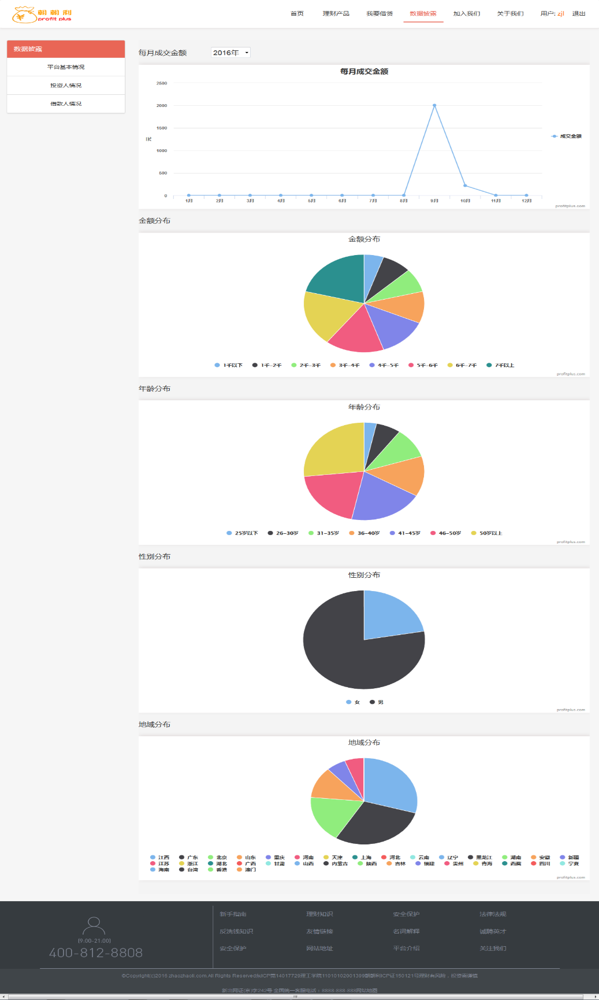 朝朝利
profit plus
首页 理财产品 我要借贷 数据披露 加入我们 关于我们 用户: zjl 退出
数据披露
平台基本情况
投资人情况
借款人情况
每月成交金额 2016年
每月成交金额
2500
2000
1500
1000
500
0
元
1月 2月 3月 4月 5月 6月 7月 8月 9月 10月 11月 12月
成交金额
profitplus.com
金额分布
金额分布
1千以下 1千-2千 2千-3千 3千-4千 4千-5千 5千-6千 6千-7千 7千以上
profitplus.com
年龄分布
年龄分布
25岁以下 26-30岁 31-35岁 36-40岁 41-45岁 46-50岁 50岁以上
profitplus.com
性别分布
性别分布
女 男
profitplus.com
地域分布
地域分布
江西 广东 北京 山东 重庆 河南 天津 上海 河北 云南 辽宁 黑龙江 湖南 安徽 新疆
江苏 浙江 湖北 广西 甘肃 山西 内蒙古 陕西 吉林 福建 贵州 青海 西藏 四川 宁夏
海南 台湾 香港 澳门
profitplus.com
新手指南 理财知识 安全保护 法律法规
反洗钱知识 友情链接 名词解释 诚聘英才
安全保护 网站地址 平台介绍 关注我们
(9:00-21:00)
400-812-8808
©Copyright(c)2016 zhaozhaoli.com.All Rights Reserved东ICP营14017729理工学院11010102001399朝朝利ICP证150121号理财有风险，投资需谨慎
新出网证(京)字242号 全国统一客服电话：8888-888-888网站地图